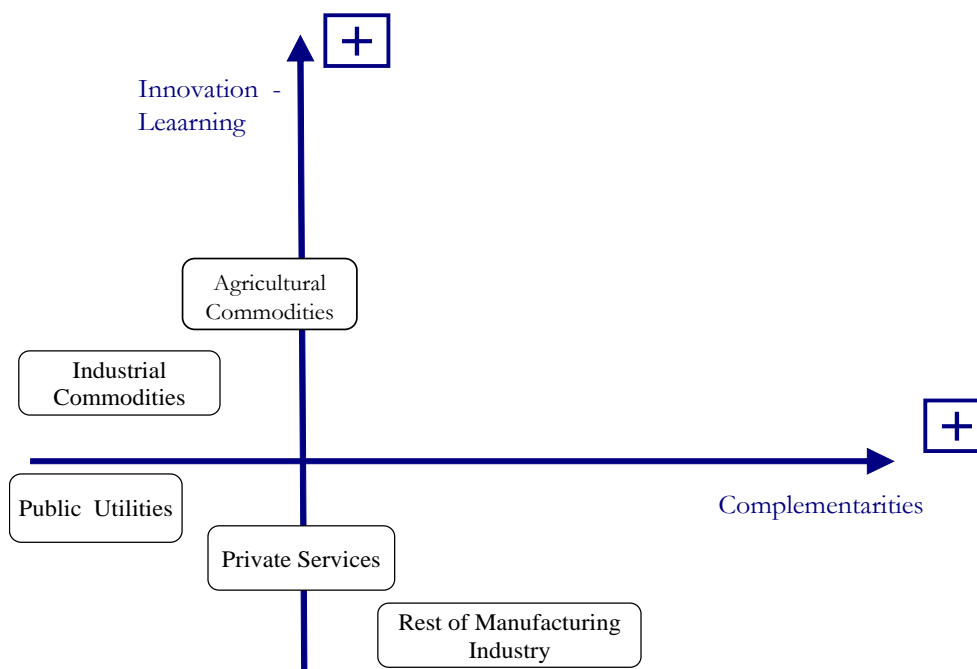 +
Innovation -
Leaarning
Agricultural
Commodities
Industrial
Commodities
+
Public Utilities
Complementarities
Private Services
Rest of Manufacturing
Industry